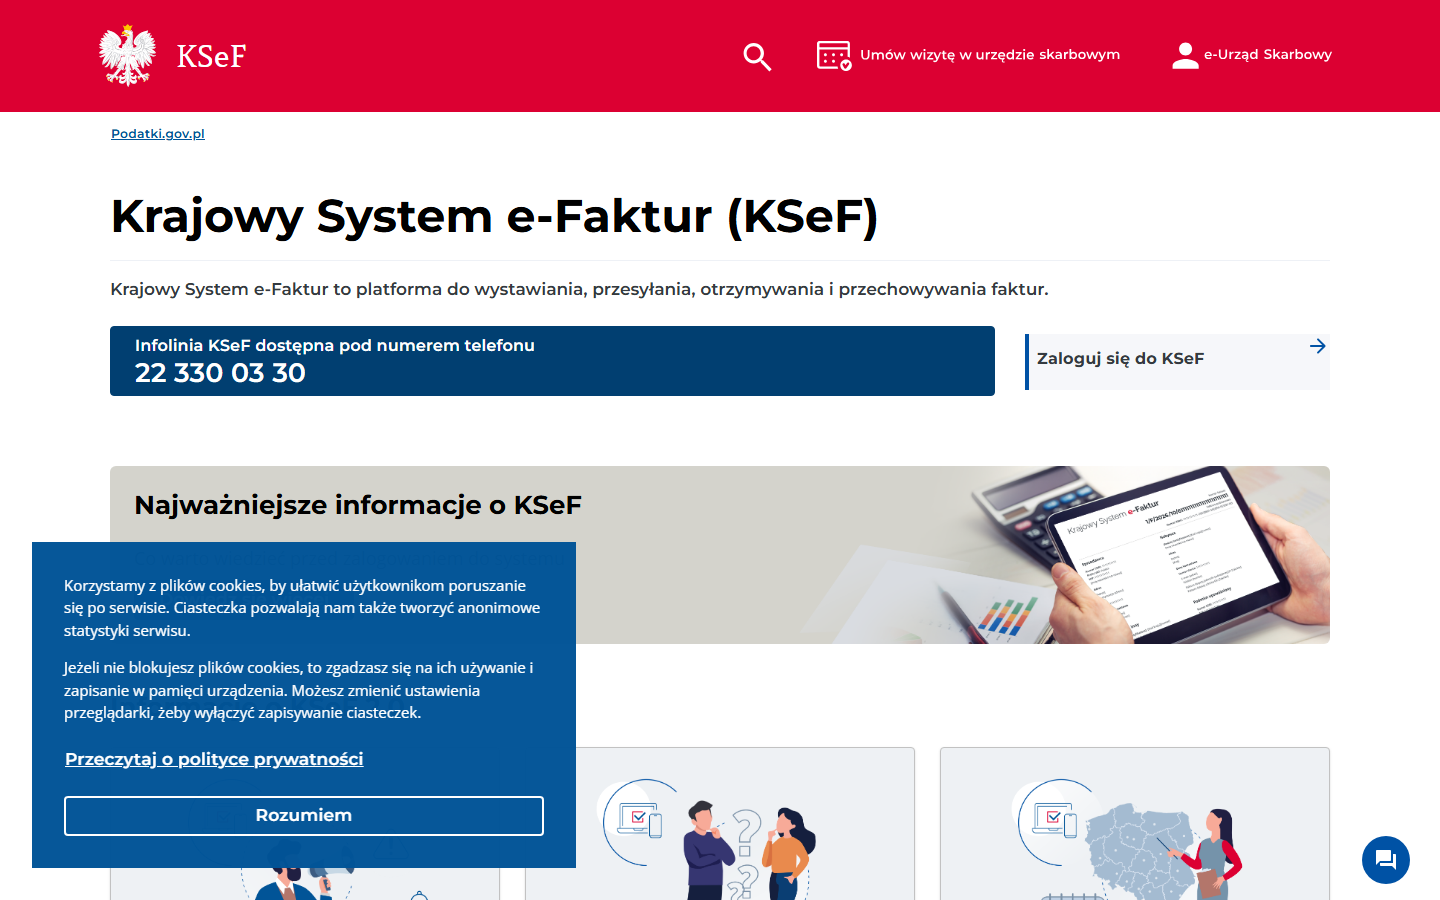 KSeF
Umów wizytę w urzędzie skarbowym
e-Urząd Skarbowy
Podatki.gov.pl
Krajowy System e-Faktur (KSeF)
Krajowy System e-Faktur to platforma do wystawiania, przesyłania, otrzymywania i przechowywania faktur.
Infolinia KSeF dostępna pod numerem telefonu
22 330 03 30
Zaloguj się do KSeF
Najważniejsze informacje o KSeF
Krajowy System e-Faktur
Korzystamy z plików cookies, by ułatwić użytkownikom poruszanie
się po serwisie. Ciasteczka pozwalają nam także tworzyć anonimowe
statystyki serwisu.
Jeżeli nie blokujesz plików cookies, to zgadzasz się na ich używanie i
zapisanie w pamięci urządzenia. Możesz zmienić ustawienia
przeglądarki, żeby wyłączyć zapisywanie ciasteczek.
Przeczytaj o polityce prywatności
Rozumiem